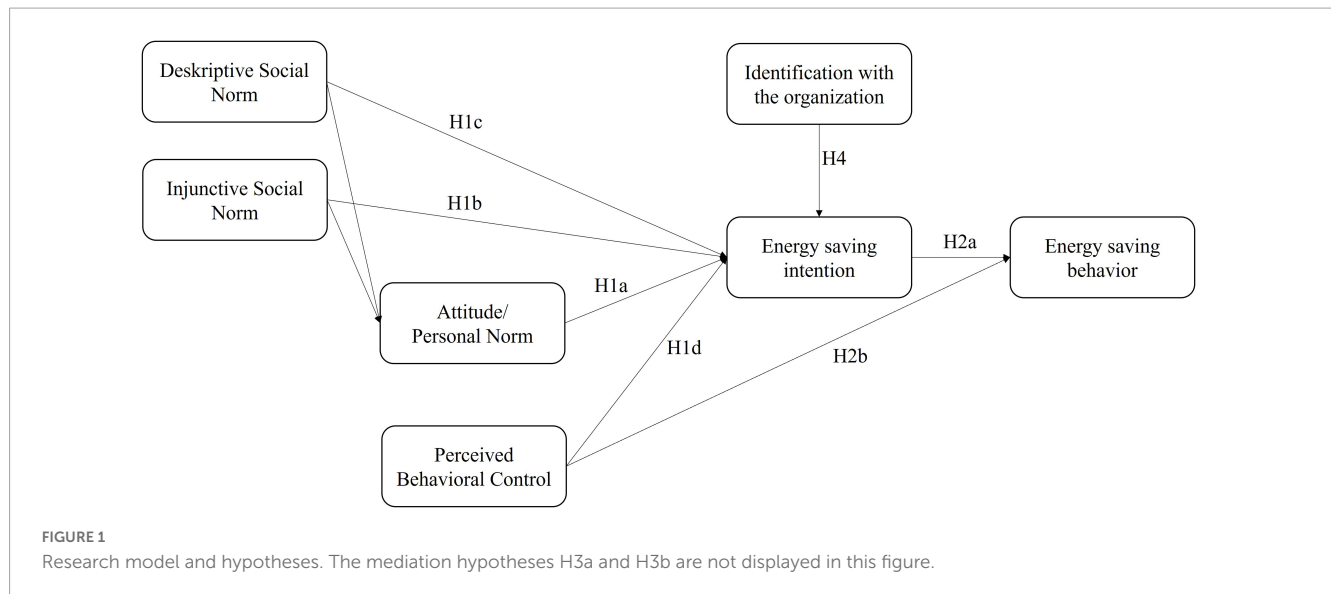 Deskriptive Social
Norm
Identification with
the organization
H1c
H4
Injunctive Social
Norm
H1b
Energy saving
intention
H2a
Energy saving
behavior
Attitude/
Personal Norm
H1a
H1d
H2b
Perceived
Behavioral Control
FIGURE 1
Research model and hypotheses. The mediation hypotheses H3a and H3b are not displayed in this figure.